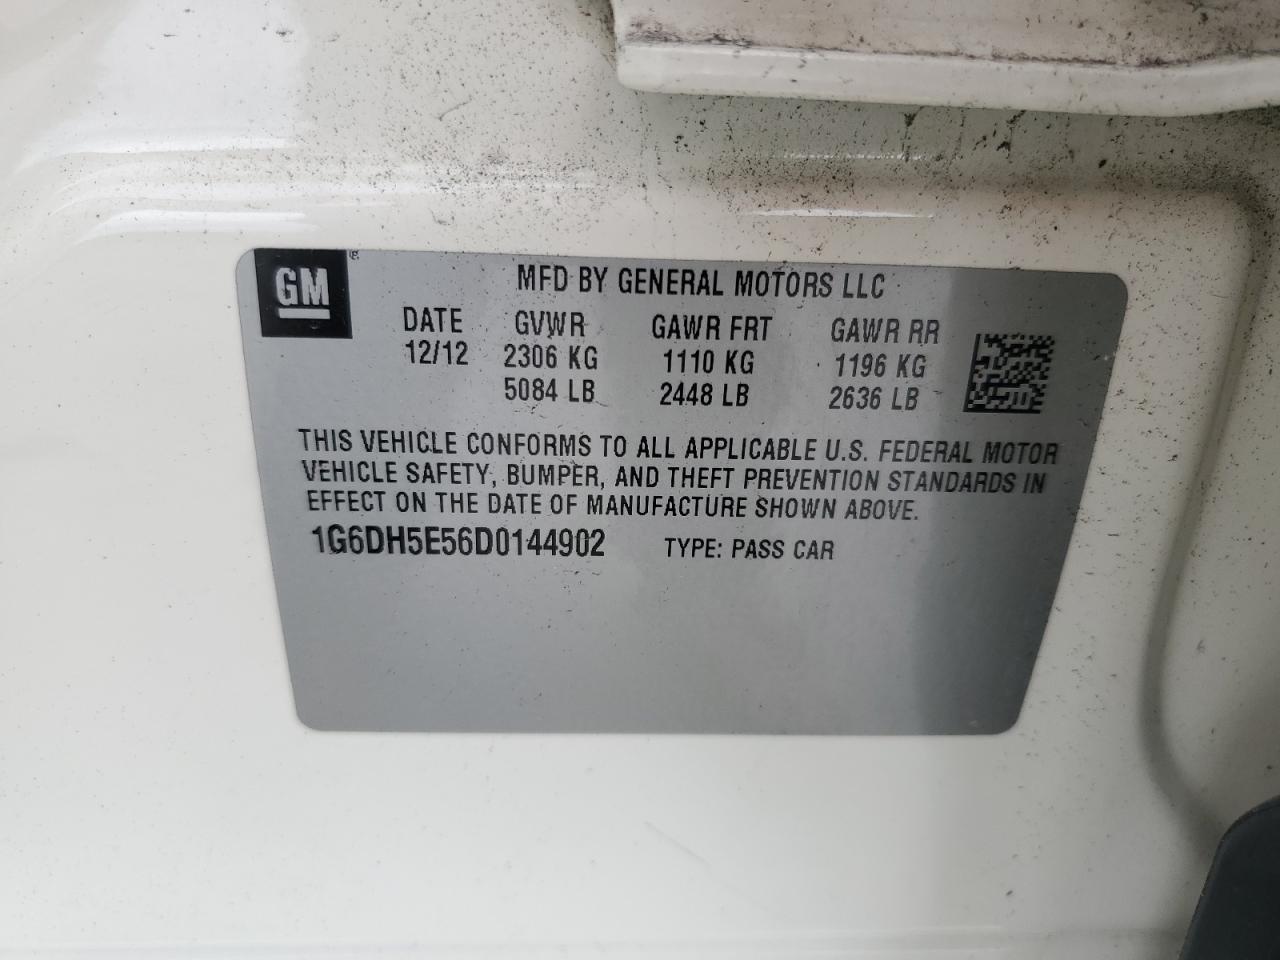 GM
MFD BY GENERAL MOTORS LLC
DATE GVWR GAWR FRT GAWR RR
12/12 2306 KG 1110 KG 1196 KG
5084 LB 2448 LB 2636 LB
THIS VEHICLE CONFORMS TO ALL APPLICABLE U.S. FEDERAL MOTOR
VEHICLE SAFETY, BUMPER, AND THEFT PREVENTION STANDARDS IN
EFFECT ON THE DATE OF MANUFACTURE SHOWN ABOVE.
1G6DH5E56D0144902 TYPE: PASS CAR